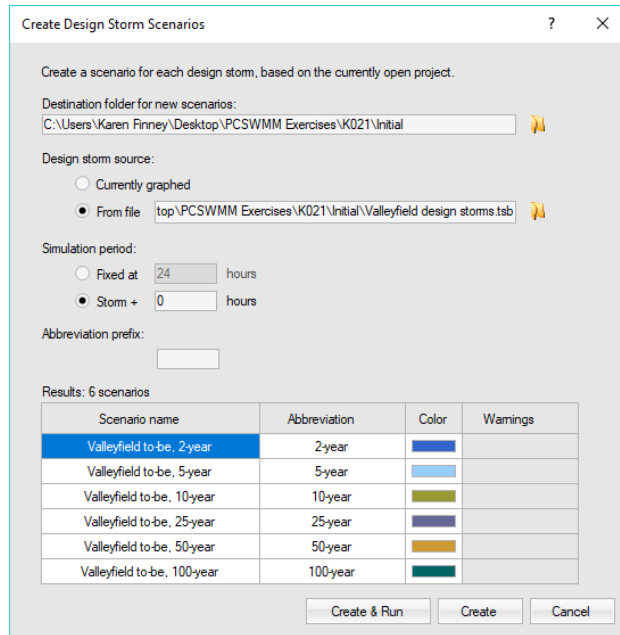 Create Design Storm Scenarios ? ×
Create a scenario for each design storm, based on the currently open project.
Destination folder for new scenarios:
C:\Users\Karen Finney\Desktop\PCSWMM Exercises\K021\Initial
Design storm source:
Currently graphed
From file top\PCSWMM Exercises\K021\Initial\Valleyfield design storms.tsb
Simulation period:
Fixed at 24 hours
Storm + 0 hours
Abbreviation prefix:
Results: 6 scenarios
Scenario name Abbreviation Color Warnings
Valleyfield to-be, 2-year 2-year
Valleyfield to-be, 5-year 5-year
Valleyfield to-be, 10-year 10-year
Valleyfield to-be, 25-year 25-year
Valleyfield to-be, 50-year 50-year
Valleyfield to-be, 100-year 100-year
Create & Run Create Cancel